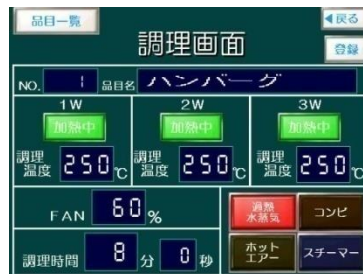 品目一覧
◀戻る
調理画面
登録
NO. 1 品目名 ハンバーグ
1W 2W 3W
加熱中 加熱中 加熱中
調理温度 250℃ 調理温度 250℃ 調理温度 250℃
FAN 60%
過熱水蒸気 コンビ
調理時間 8分 0秒
ホットエアー スチーマー